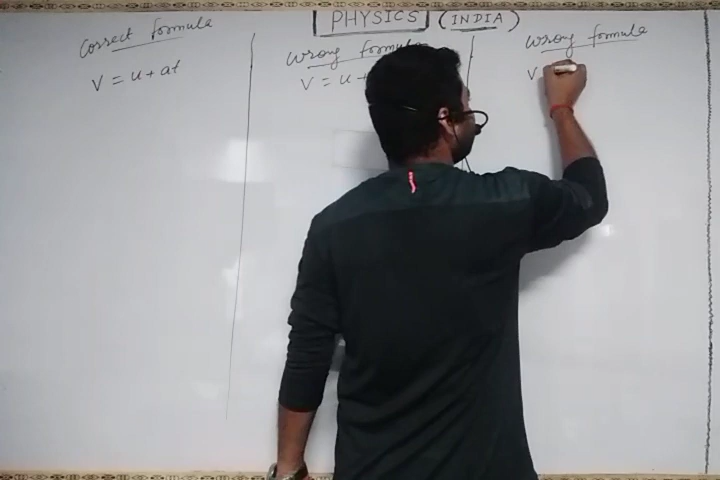 PHYSICS (INDIA)
Correct formula
V = u + at
Wrong formula
V = u +
Wrong formula
V